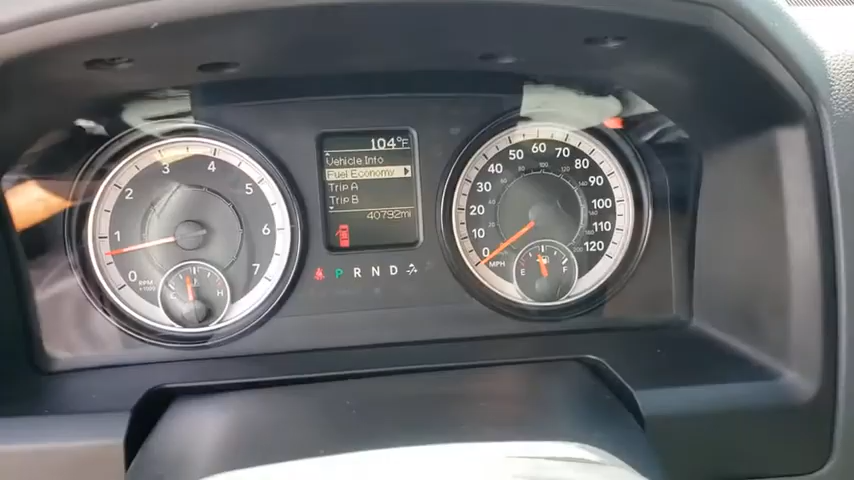 104°F
Vehicle Info
Fuel Economy
Trip A
Trip B
40792mi
P R N D
0 1 2 3 4 5 6 7
RPM
x1000
C H
0 10 20 30 40 50 60 70 80 90 100 110 120
MPH
E F